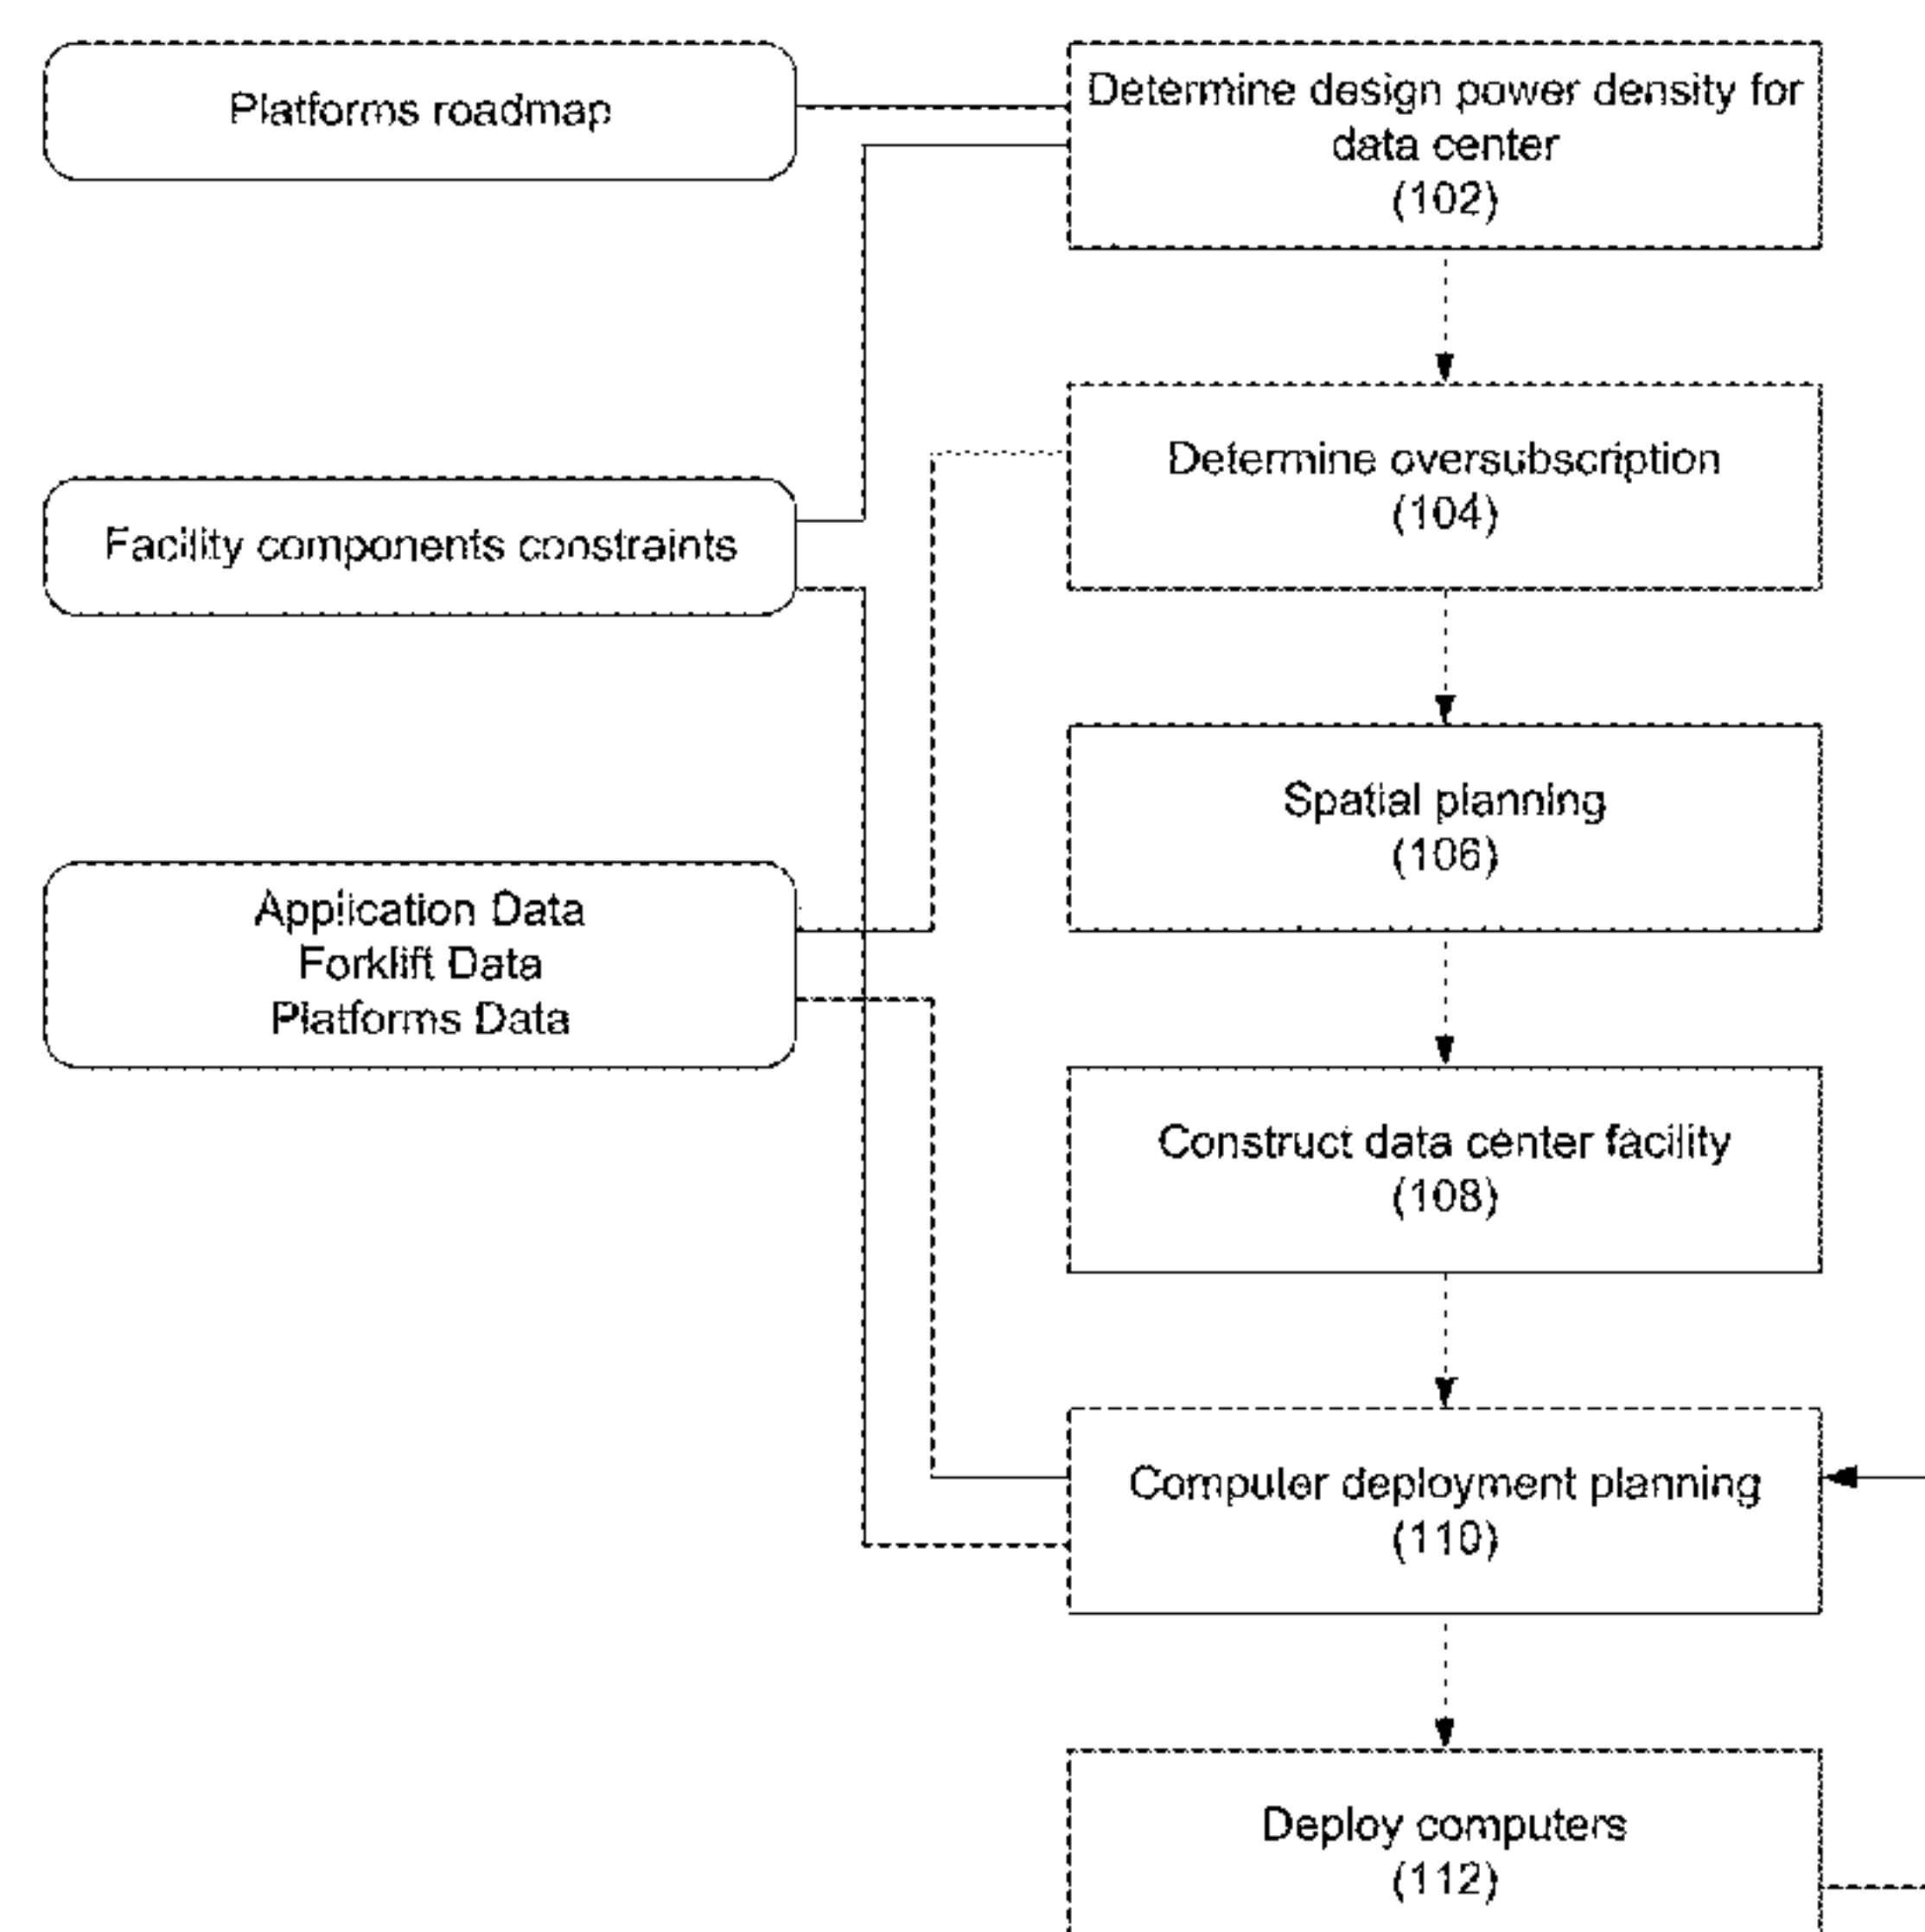 Platforms roadmap
Determine design power density for
data center
(102)
Facility components constraints
Determine oversubscription
(104)
Spatial planning
(106)
Application Data
Forklift Data
Platforms Data
Construct data center facility
(108)
Computer deployment planning
(110)
Deploy computers
(112)